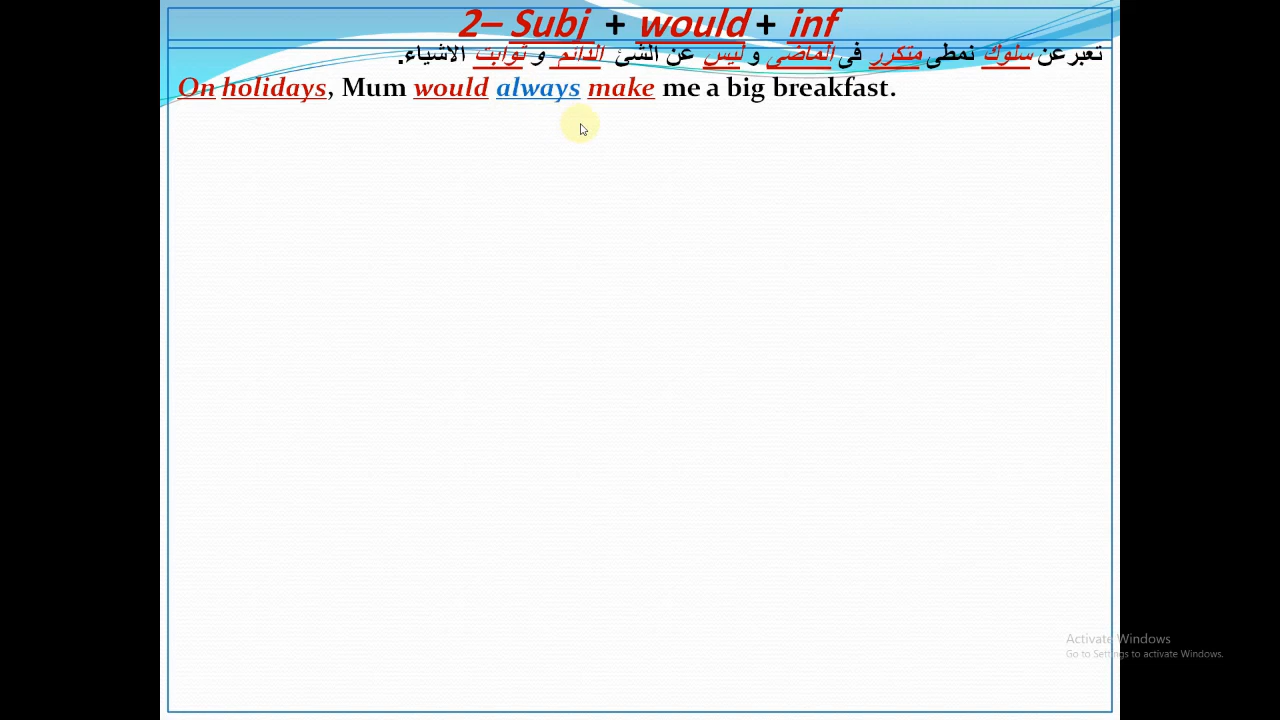 2– Subj + would + inf
تعبر عن سلوك نمطى متكرر فى الماضى و ليس عن الشئ الدائم و ثوابت الاشياء.
On holidays, Mum would always make me a big breakfast.
Activate Windows
Go to Settings to activate Windows.